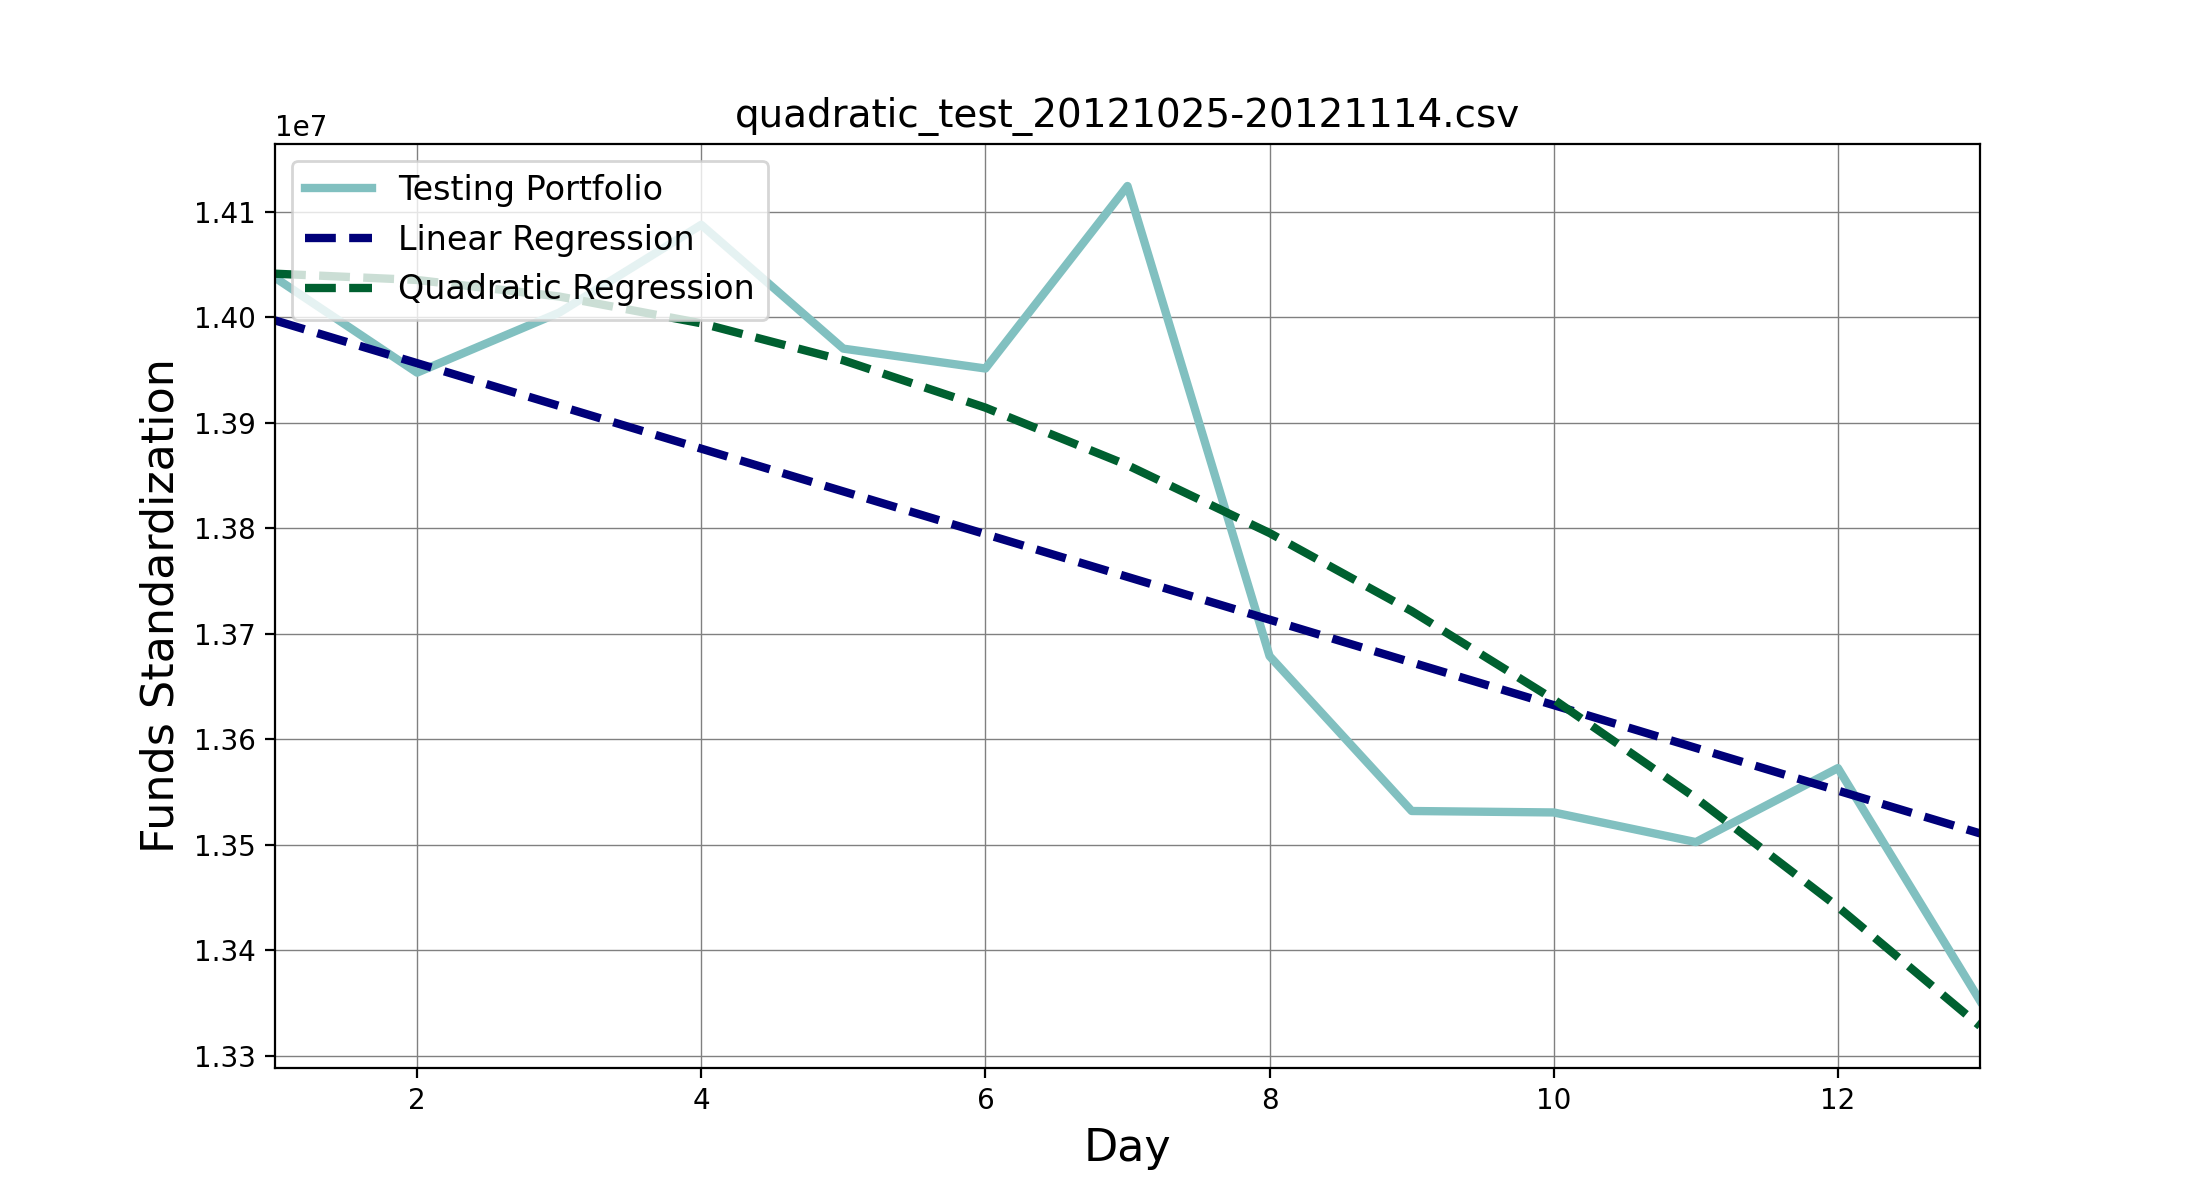 quadratic_test_20121025-20121114.csv
1e7
Testing Portfolio
Linear Regression
Quadratic Regression
1.41
1.40
1.39
1.38
1.37
1.36
1.35
1.34
1.33
Funds Standardization
2 4 6 8 10 12
Day